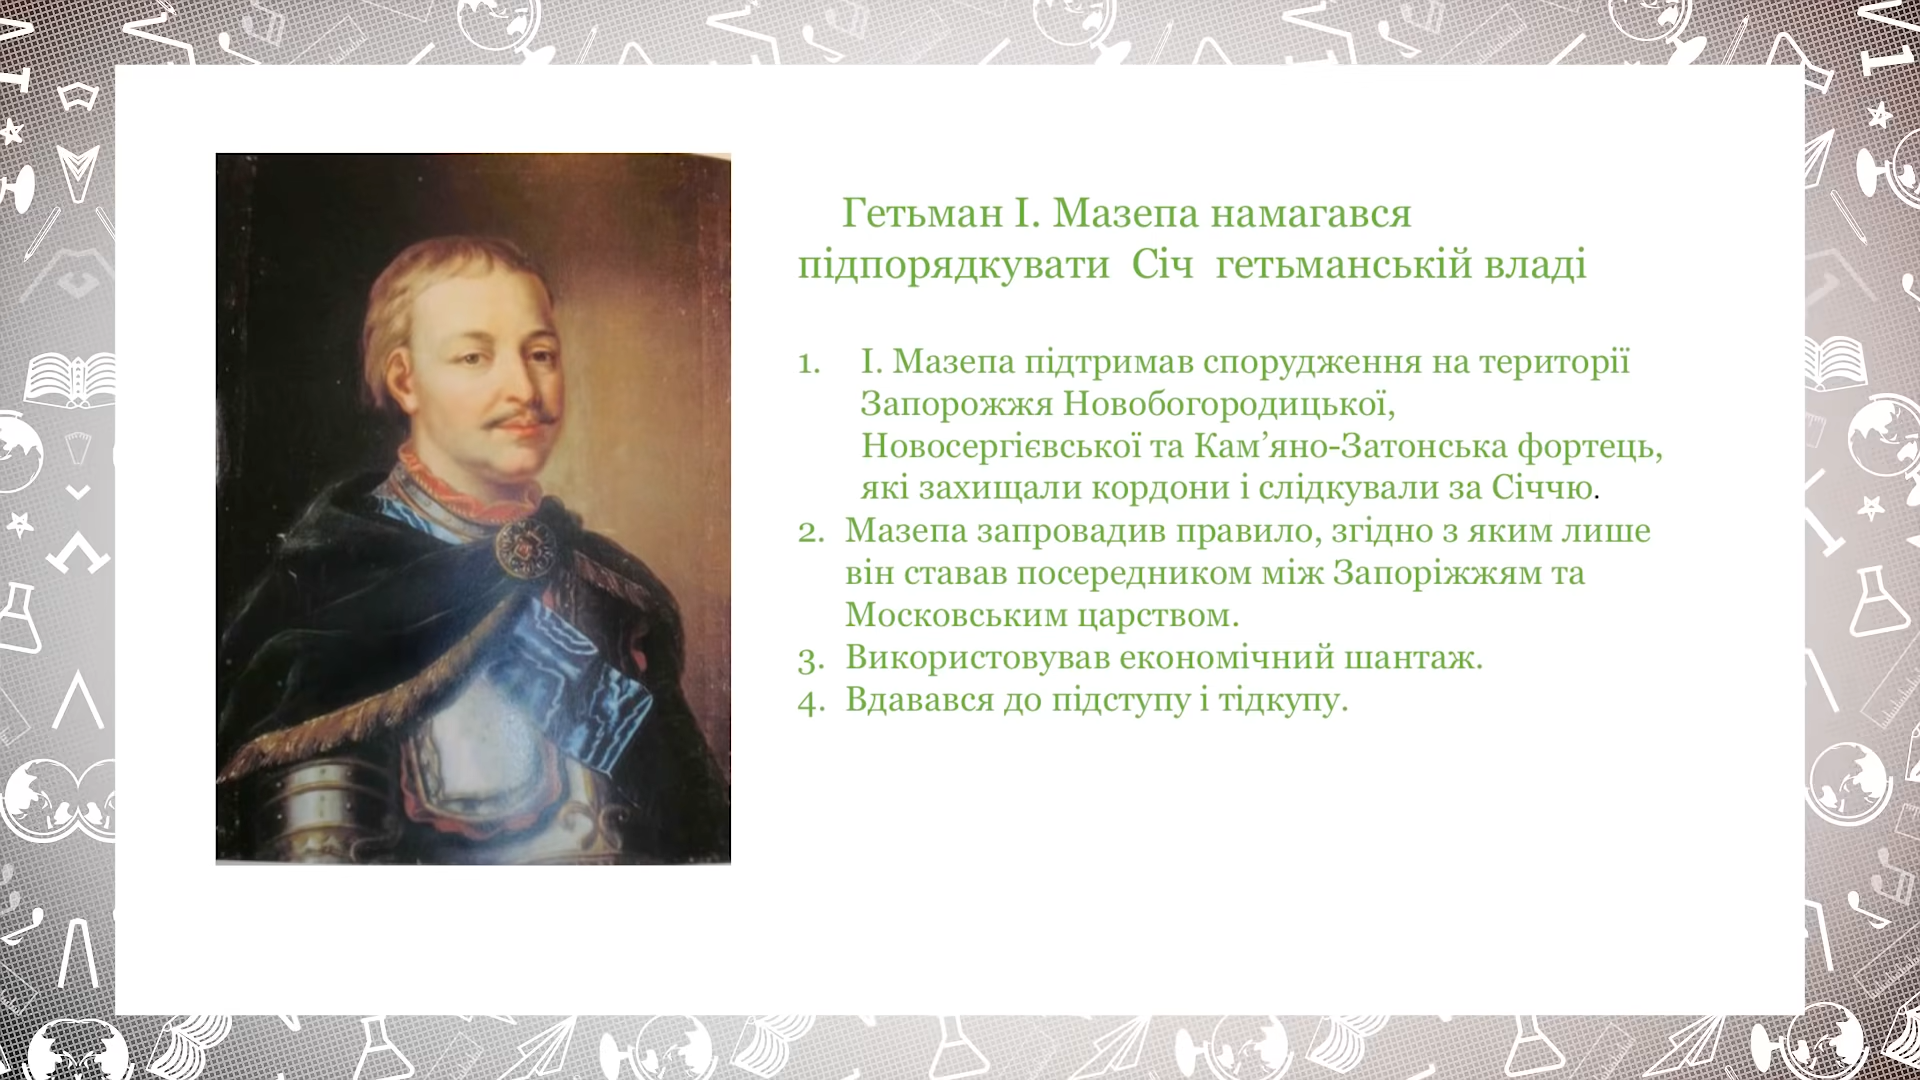 Гетьман І. Мазепа намагався
підпорядкувати Січ гетьманській владі
1. І. Мазепа підтримав спорудження на території
Запорожжя Новобогородицької,
Новосергієвської та Кам’яно-Затонська фортець,
які захищали кордони і слідкували за Січчю.
2. Мазепа запровадив правило, згідно з яким лише
він ставав посередником між Запоріжжям та
Московським царством.
3. Використовував економічний шантаж.
4. Вдавався до підступу і тідкупу.